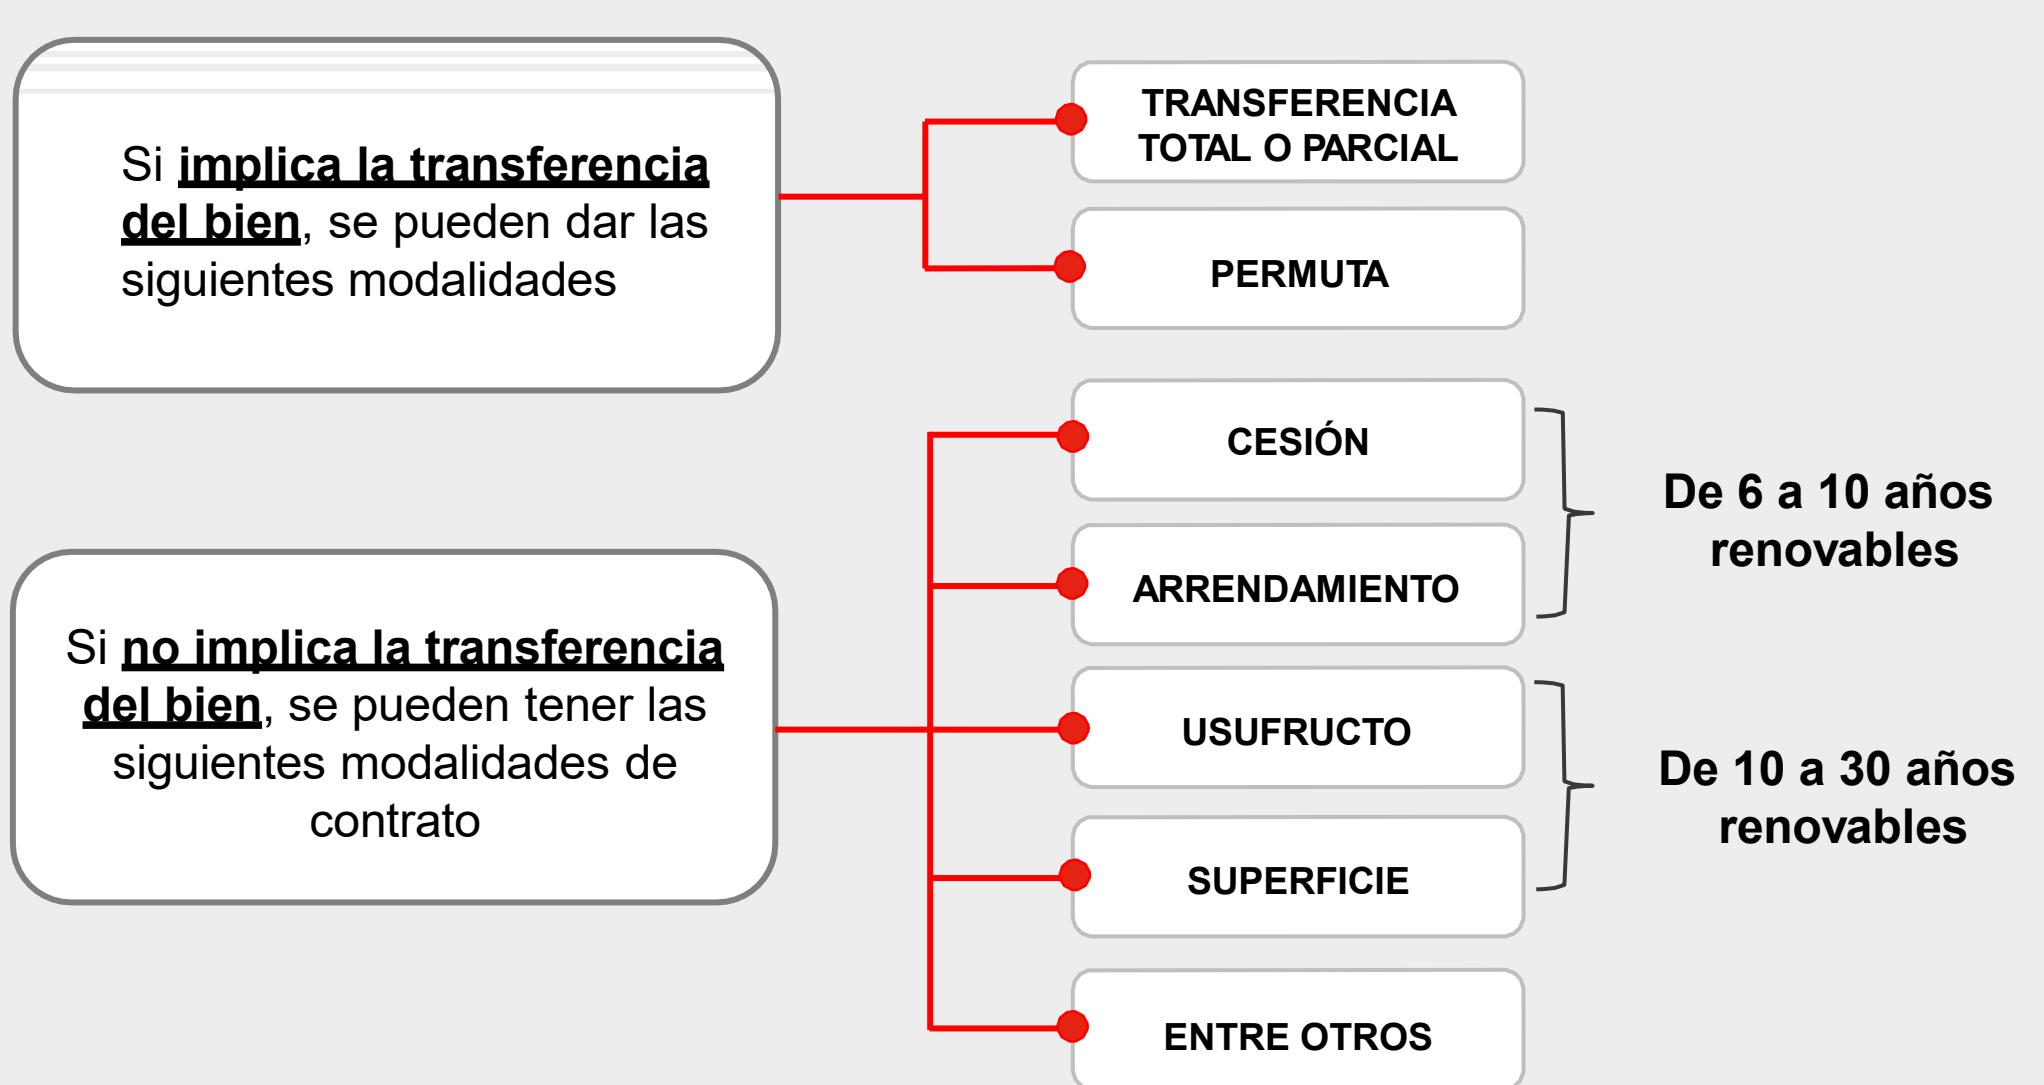 Si implica la transferencia
del bien, se pueden dar las
siguientes modalidades
TRANSFERENCIA
TOTAL O PARCIAL
PERMUTA
Si no implica la transferencia
del bien, se pueden tener las
siguientes modalidades de
contrato
CESIÓN
ARRENDAMIENTO
De 6 a 10 años
renovables
USUFRUCTO
SUPERFICIE
De 10 a 30 años
renovables
ENTRE OTROS